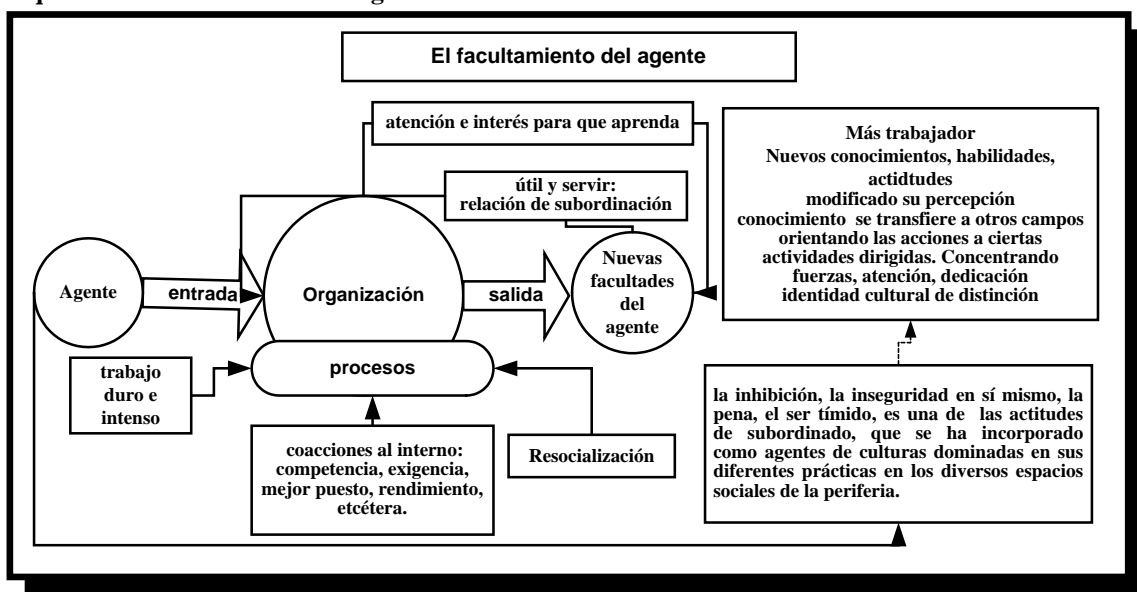 El facultamiento del agente
atención e interés para que aprenda
útil y servir:
relación de subordinación
Más trabajador
Nuevos conocimientos, habilidades,
actidtudes
modificado su percepción
conocimiento se transfiere a otros campos
orientando las acciones a ciertas
actividades dirigidas. Concentrando
fuerzas, atención, dedicación
identidad cultural de distinción
Agente
entrada
Organización
salida
Nuevas
facultades
del
agente
procesos
trabajo
duro e
intenso
coacciones al interno:
competencia, exigencia,
mejor puesto, rendimiento,
etcétera.
Resocialización
la inhibición, la inseguridad en sí mismo, la
pena, el ser tímido, es una de las actitudes
de subordinado, que se ha incorporado
como agentes de culturas dominadas en sus
diferentes prácticas en los diversos espacios
sociales de la periferia.